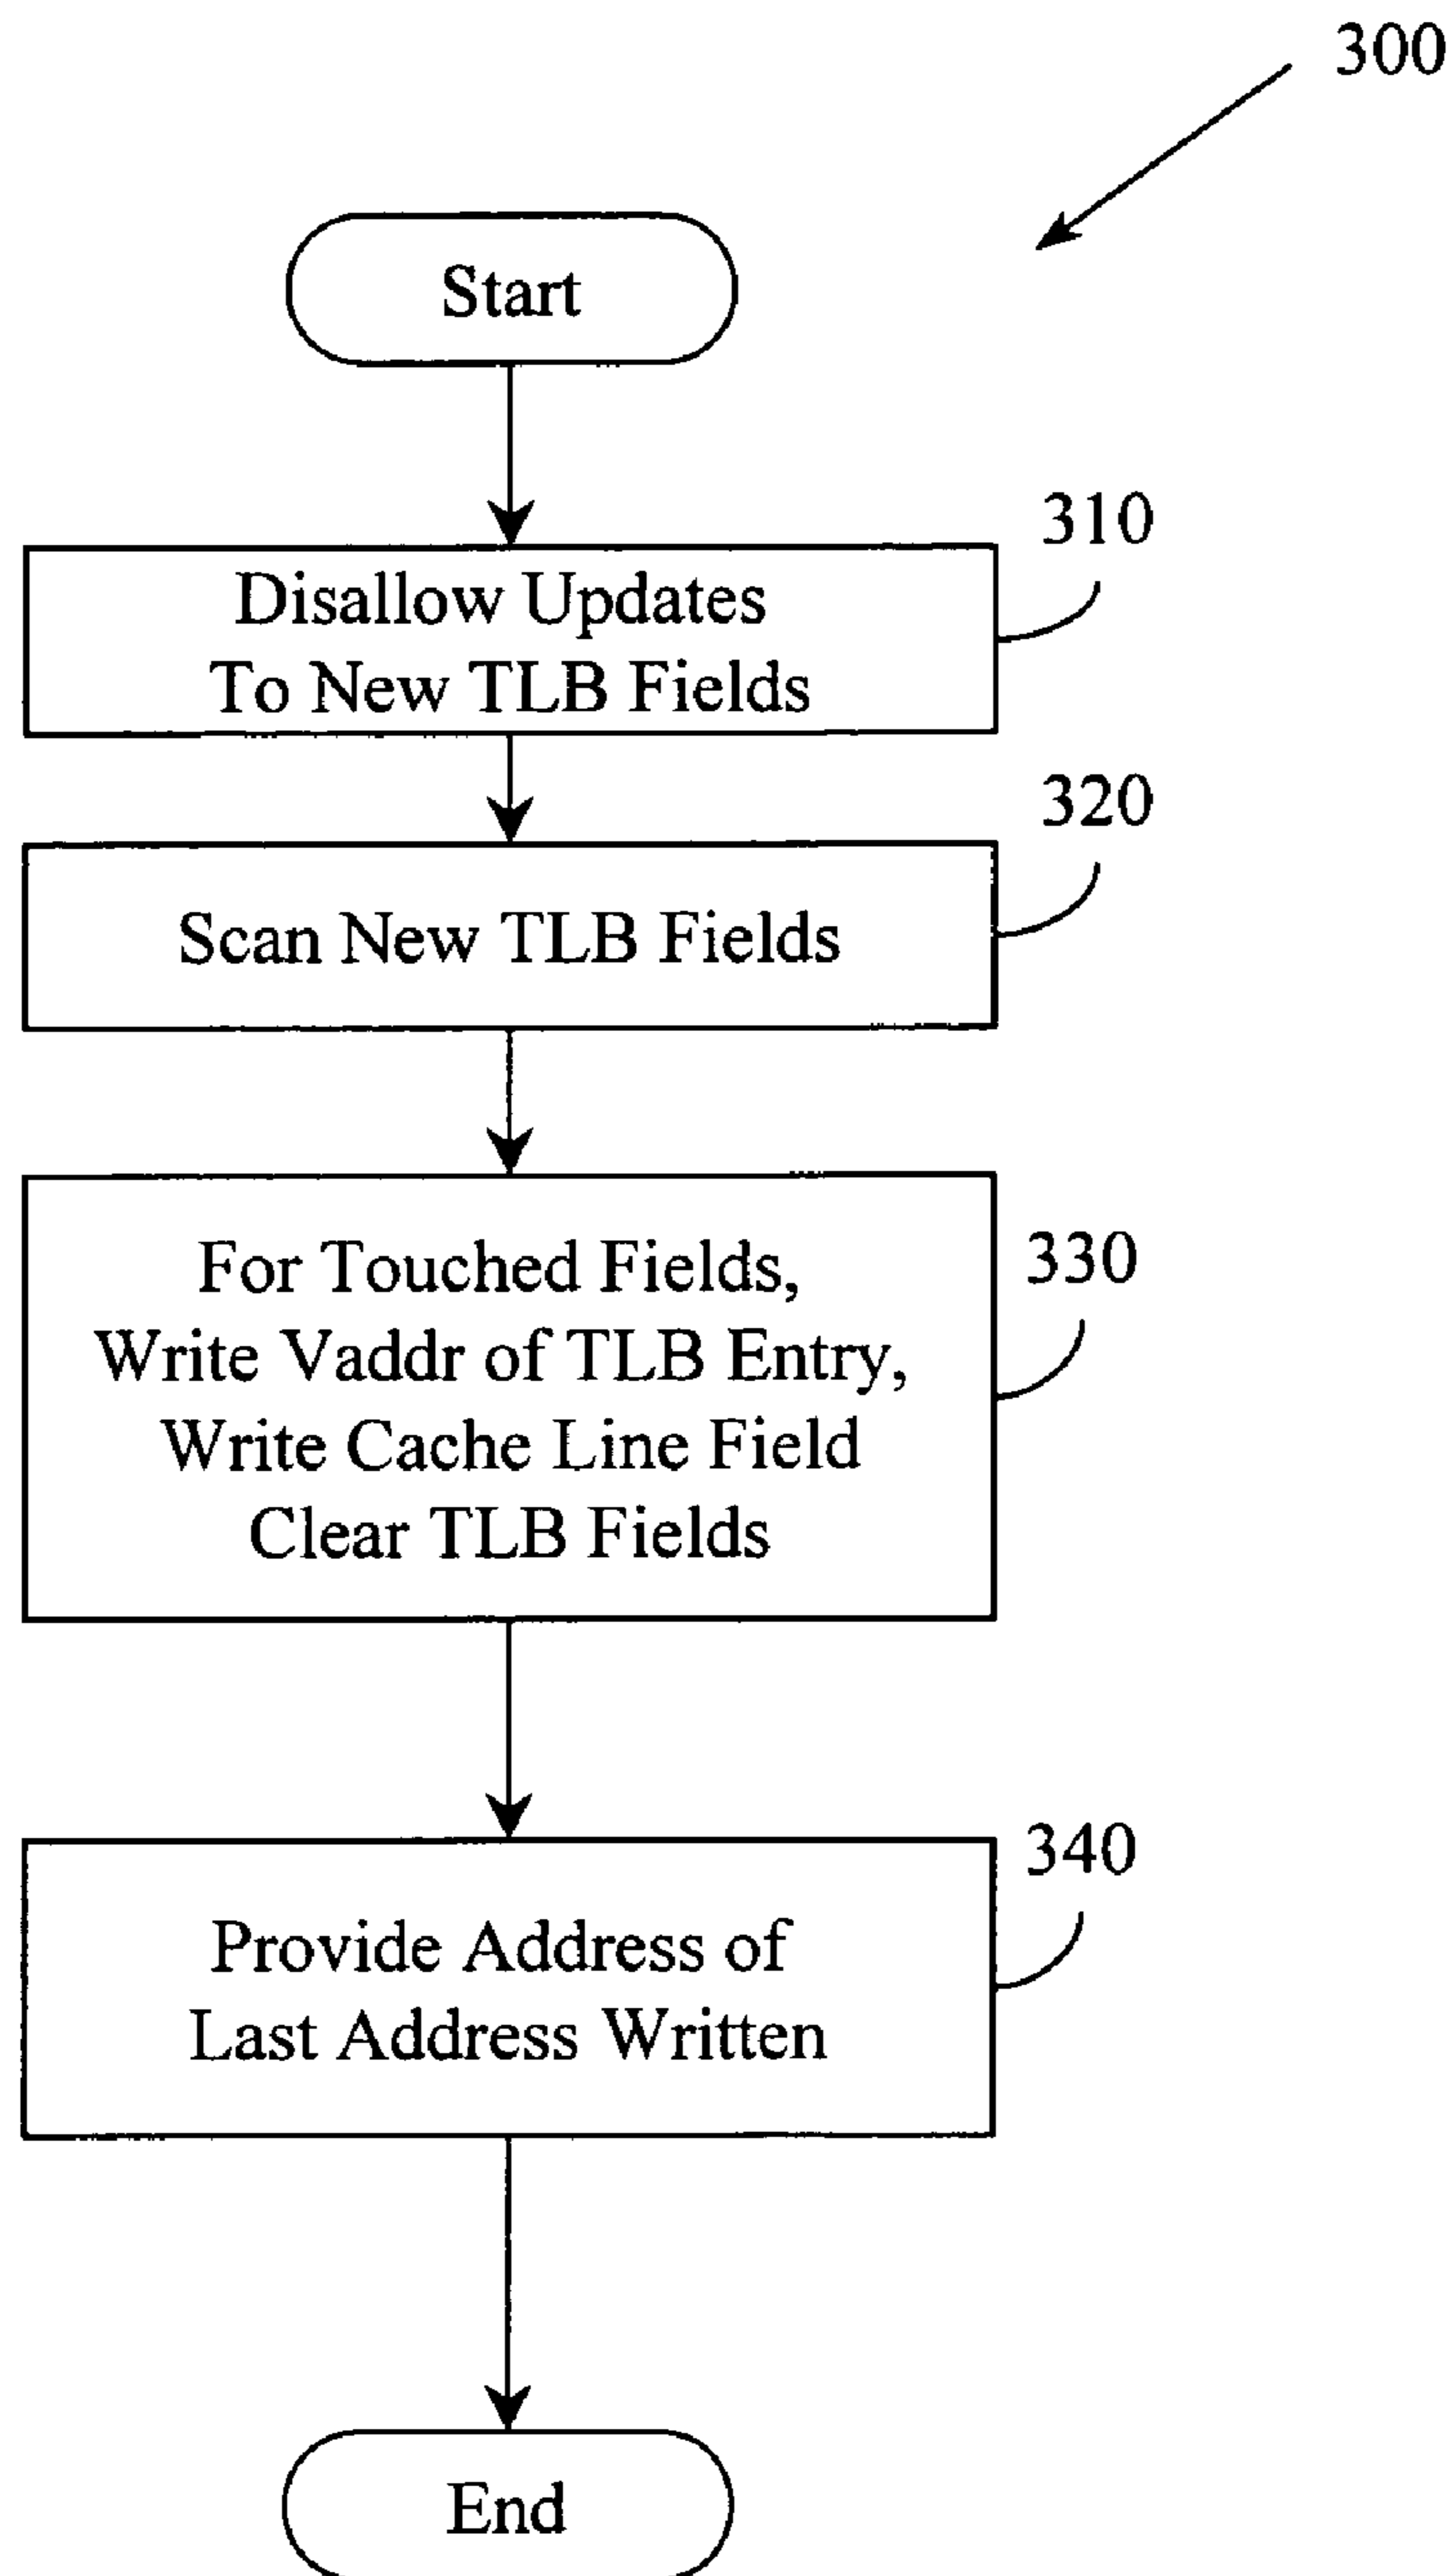 300
Start
310
Disallow Updates
To New TLB Fields
320
Scan New TLB Fields
330
For Touched Fields,
Write Vaddr of TLB Entry,
Write Cache Line Field
Clear TLB Fields
340
Provide Address of
Last Address Written
End